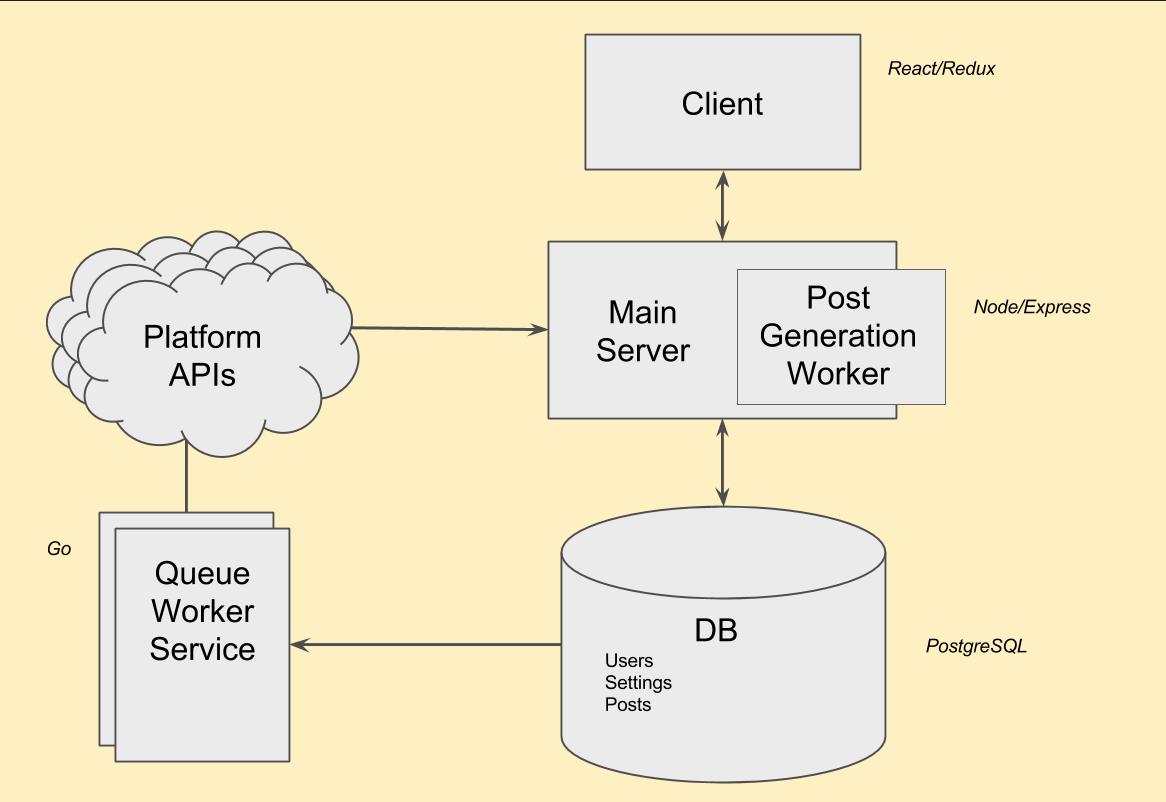 Client
React/Redux
Main
Server
Post
Generation
Worker
Node/Express
Platform
APIs
Go
Queue
Worker
Service
DB
Users
Settings
Posts
PostgreSQL